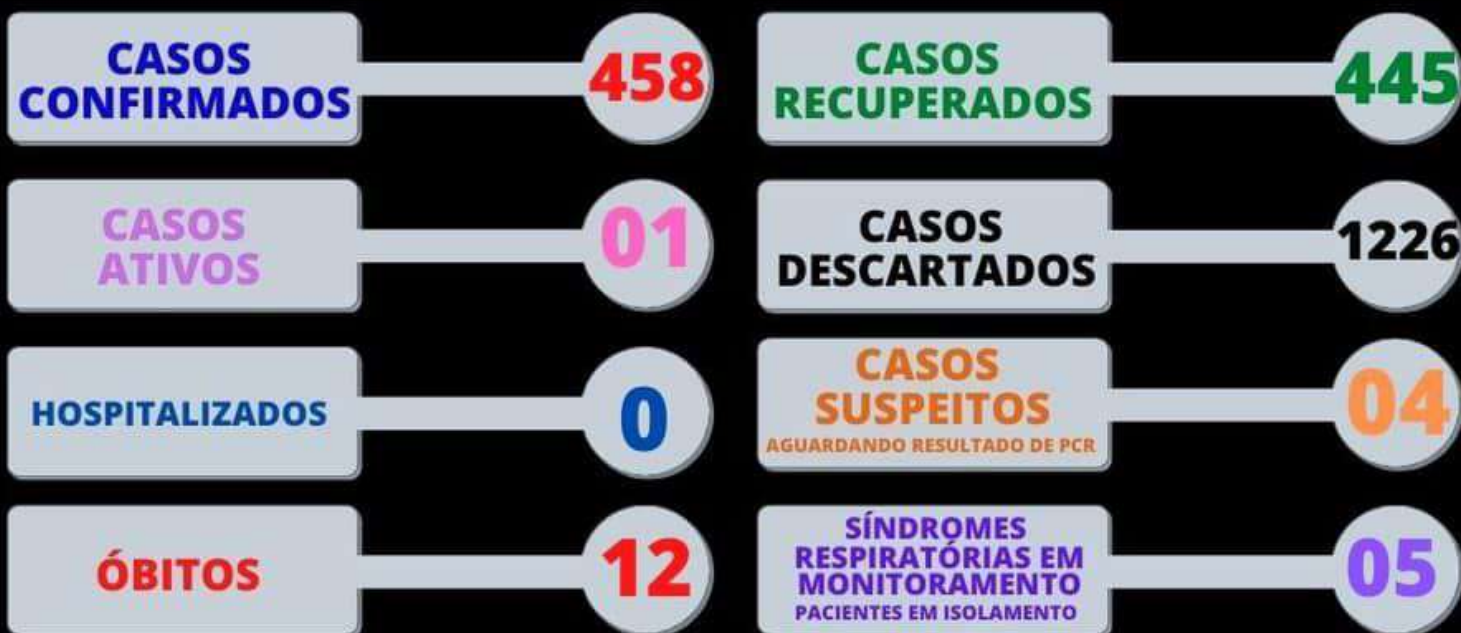 CASOS
CONFIRMADOS
458
CASOS
RECUPERADOS
445
CASOS
ATIVOS
01
CASOS
DESCARTADOS
1226
HOSPITALIZADOS
0
CASOS
SUSPEITOS
AGUARDANDO RESULTADO DE PCR
04
ÓBITOS
12
SÍNDROMES
RESPIRATÓRIAS EM
MONITORAMENTO
PACIENTES EM ISOLAMENTO
05